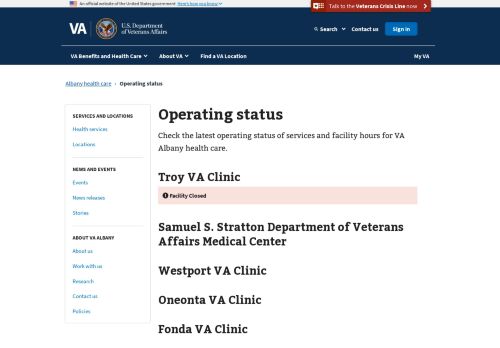 An official website of the United States government Here's how you know
Talk to the Veterans Crisis Line now
VA
U.S. Department
of Veterans Affairs
Search
Contact us
Sign in
VA Benefits and Health Care
About VA
Find a VA Location
My VA
Albany health care › Operating status
SERVICES AND LOCATIONS
Health services
Locations
NEWS AND EVENTS
Events
News releases
Stories
ABOUT VA ALBANY
About us
Work with us
Research
Contact us
Policies
Operating status
Check the latest operating status of services and facility hours for VA
Albany health care.
Troy VA Clinic
Facility Closed
Samuel S. Stratton Department of Veterans
Affairs Medical Center
Westport VA Clinic
Oneonta VA Clinic
Fonda VA Clinic